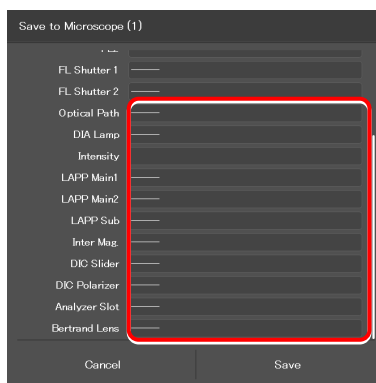 Save to Microscope (1)
FL Shutter 1
FL Shutter 2
Optical Path
DIA Lamp
Intensity
LAPP Main1
LAPP Main2
LAPP Sub
Inter Mag.
DIC Slider
DIC Polarizer
Analyzer Slot
Bertrand Lens
Cancel Save